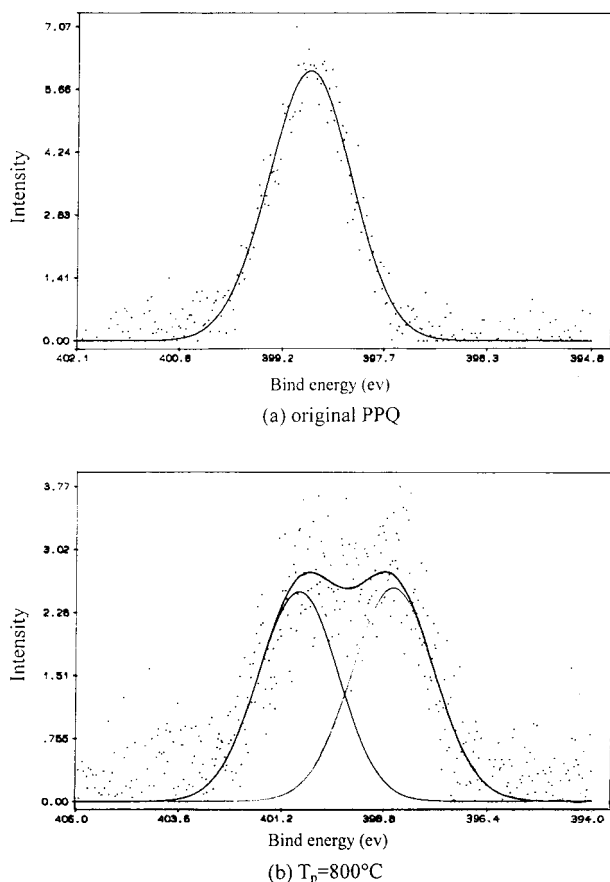 7.07
5.66
4.24
2.83
1.41
0.00
Intensity
402.1 400.6 399.2 397.7 396.3 394.8
Bind energy (ev)
(a) original PPQ
3.77
3.02
2.26
1.51
.755
0.00
Intensity
406.0 403.6 401.2 398.8 396.4 394.0
Bind energy (ev)
(b) Tp=800°C